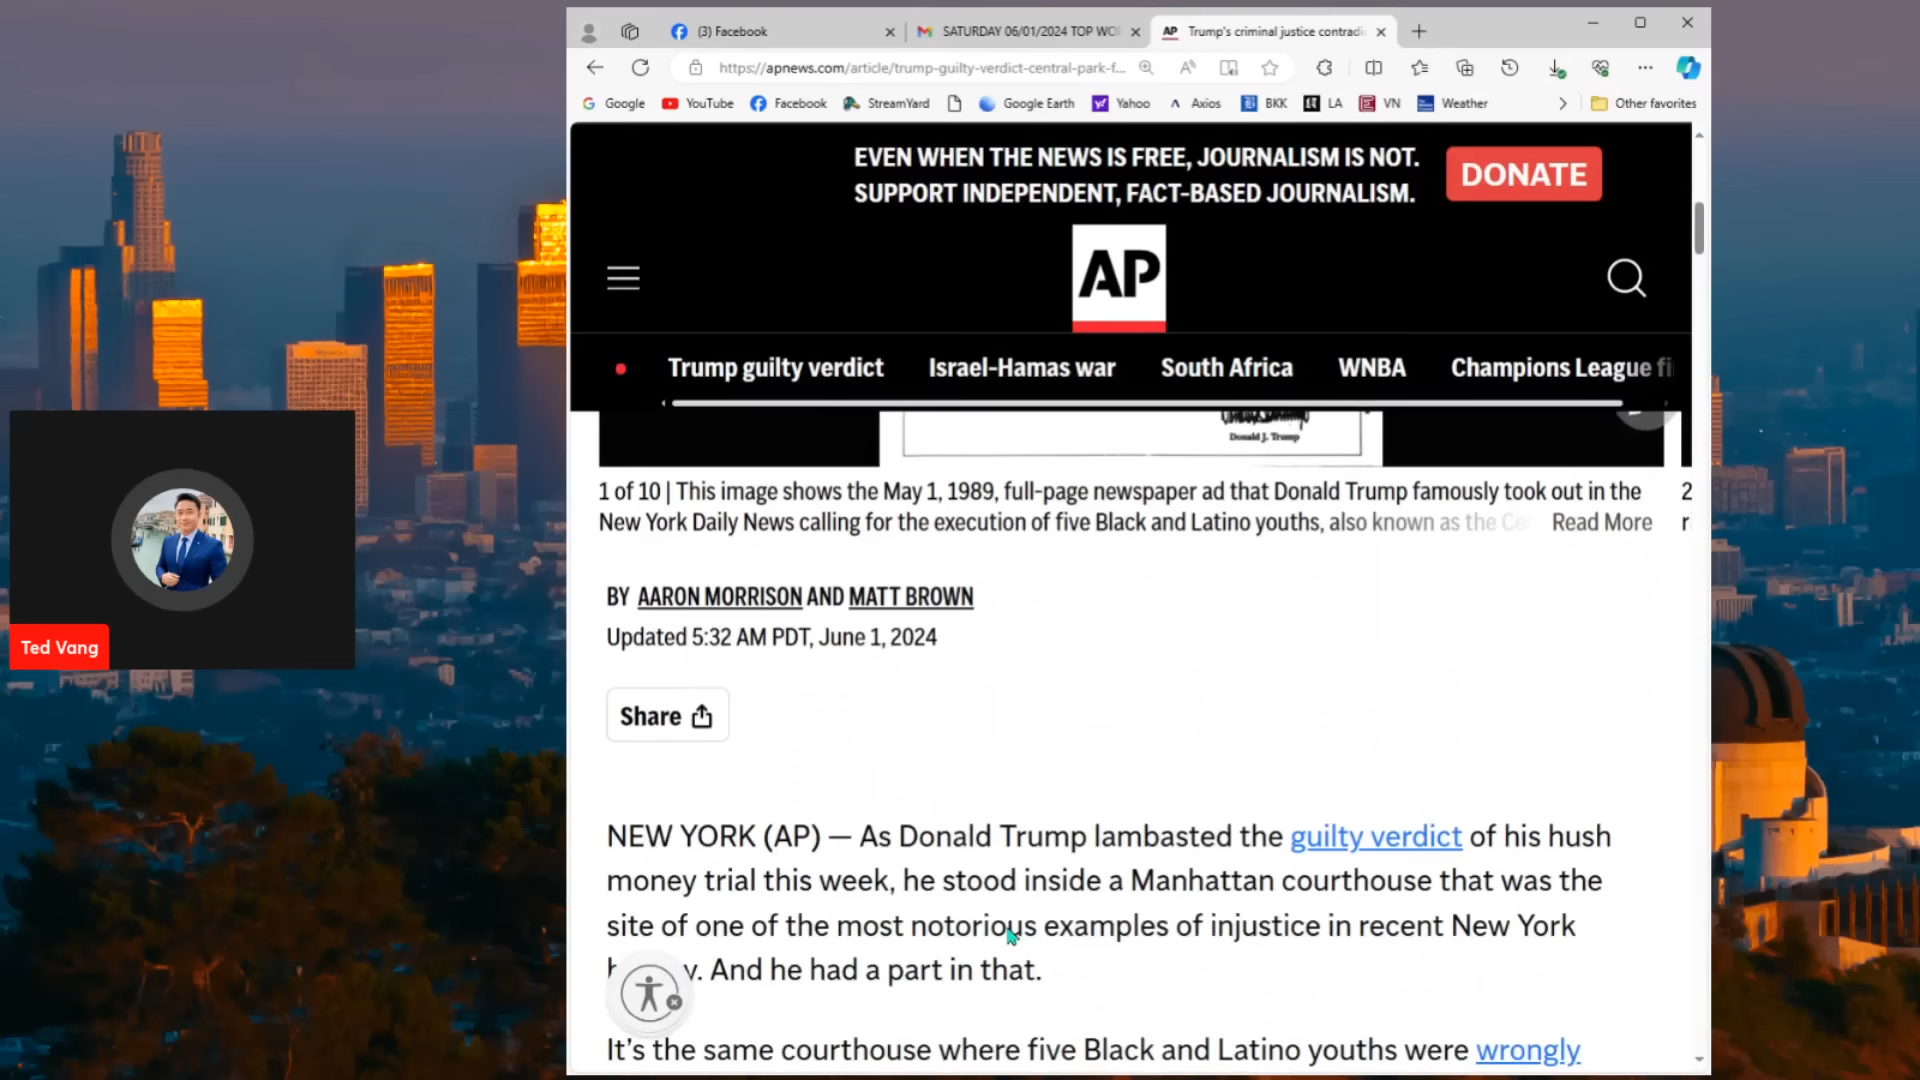 (3) Facebook
SATURDAY 06/01/2024 TOP WO
AP Trump's criminal justice contradi
https://apnews.com/article/trump-guilty-verdict-central-park-f...
Google YouTube Facebook StreamYard Google Earth Yahoo Axios BKK LA VN Weather Other favorites
EVEN WHEN THE NEWS IS FREE, JOURNALISM IS NOT.
SUPPORT INDEPENDENT, FACT-BASED JOURNALISM.
DONATE
AP
Trump guilty verdict Israel-Hamas war South Africa WNBA Champions League fi
Donald J. Trump
1 of 10 | This image shows the May 1, 1989, full-page newspaper ad that Donald Trump famously took out in the
New York Daily News calling for the execution of five Black and Latino youths, also known as the Cen Read More
2
r
BY AARON MORRISON AND MATT BROWN
Updated 5:32 AM PDT, June 1, 2024
Share
Ted Vang
NEW YORK (AP) — As Donald Trump lambasted the guilty verdict of his hush
money trial this week, he stood inside a Manhattan courthouse that was the
site of one of the most notorious examples of injustice in recent New York
y. And he had a part in that.
It's the same courthouse where five Black and Latino youths were wrongly